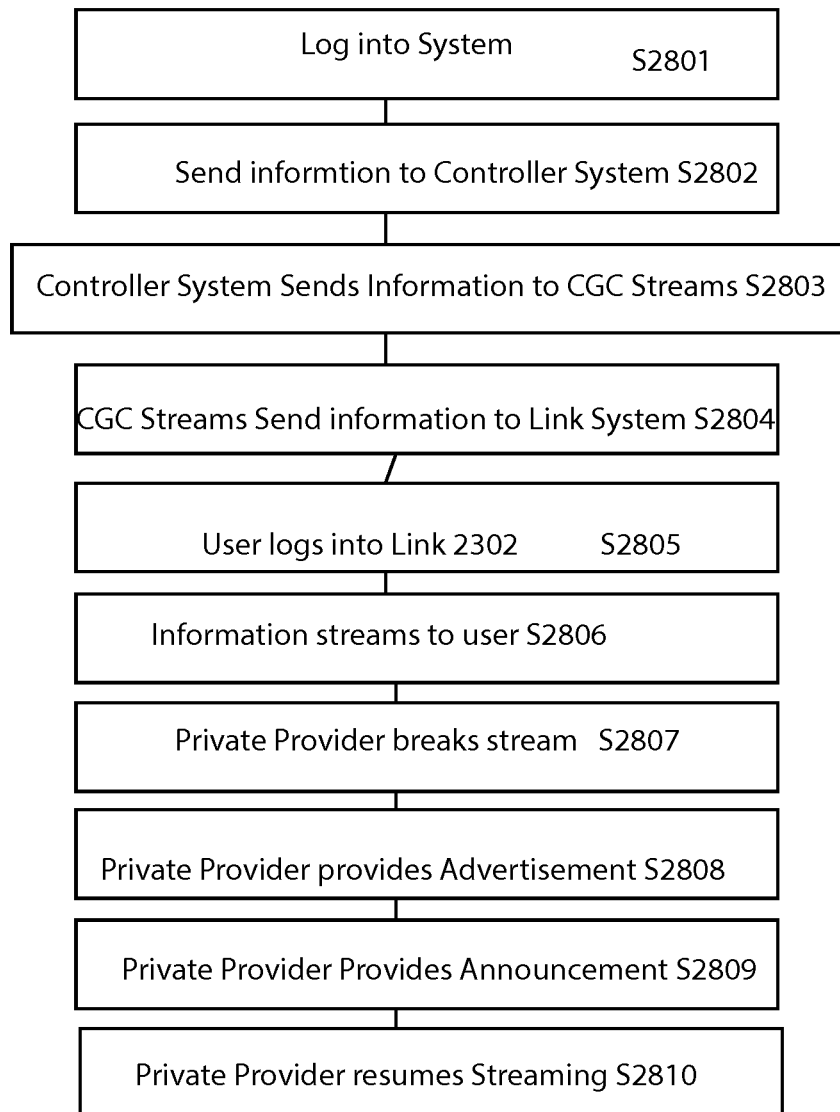 Log into System S2801
Send informtion to Controller System S2802
Controller System Sends Information to CGC Streams S2803
CGC Streams Send information to Link System S2804
User logs into Link 2302 S2805
Information streams to user S2806
Private Provider breaks stream S2807
Private Provider provides Advertisement S2808
Private Provider Provides Announcement S2809
Private Provider resumes Streaming S2810